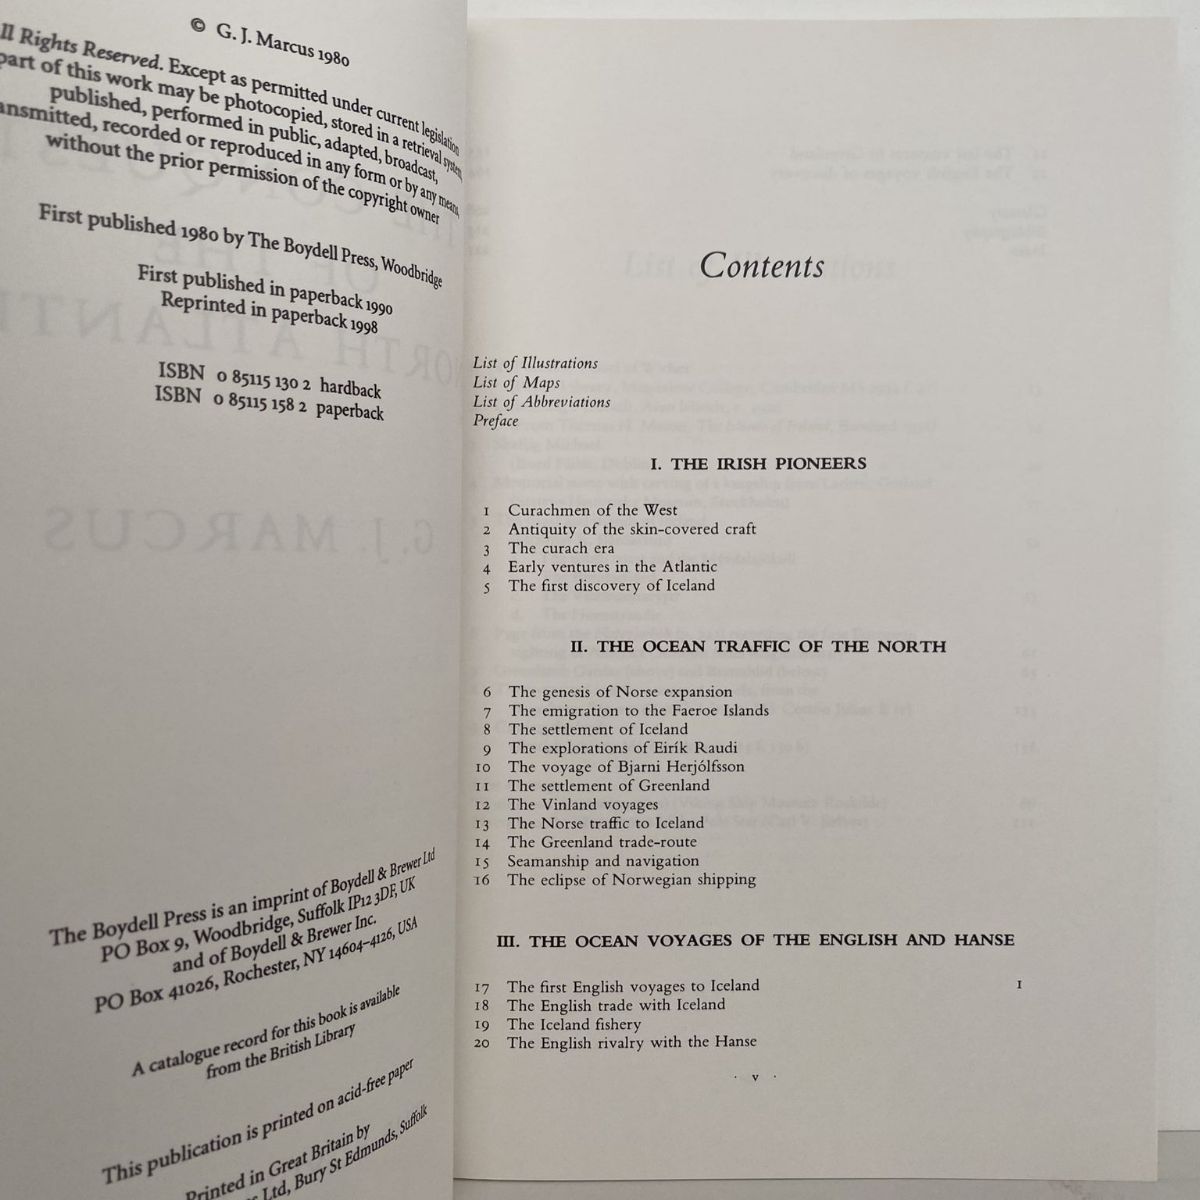 © G. J. Marcus 1980
ll Rights Reserved. Except as permitted under current legislation
part of this work may be photocopied, stored in a retrieval system,
published, performed in public, adapted, broadcast,
ansmitted, recorded or reproduced in any form or by any means,
without the prior permission of the copyright owner
First published 1980 by The Boydell Press, Woodbridge
First published in paperback 1990
Reprinted in paperback 1998
ISBN 0 85115 130 2 hardback
ISBN 0 85115 158 2 paperback
G. J. MARCUS
The Boydell Press is an imprint of Boydell & Brewer Ltd
PO Box 9, Woodbridge, Suffolk IP12 3DF, UK
and of Boydell & Brewer Inc.
PO Box 41026, Rochester, NY 14604–4126, USA
A catalogue record for this book is available
from the British Library
This publication is printed on acid-free paper
Printed in Great Britain by
Ltd, Bury St Edmunds, Suffolk
Contents
List of Illustrations
List of Maps
List of Abbreviations
Preface
I. THE IRISH PIONEERS
1 Curachmen of the West
2 Antiquity of the skin-covered craft
3 The curach era
4 Early ventures in the Atlantic
5 The first discovery of Iceland
II. THE OCEAN TRAFFIC OF THE NORTH
6 The genesis of Norse expansion
7 The emigration to the Faeroe Islands
8 The settlement of Iceland
9 The explorations of Eirík Raudi
10 The voyage of Bjarni Herjólfsson
11 The settlement of Greenland
12 The Vinland voyages
13 The Norse traffic to Iceland
14 The Greenland trade-route
15 Seamanship and navigation
16 The eclipse of Norwegian shipping
III. THE OCEAN VOYAGES OF THE ENGLISH AND HANSE
17 The first English voyages to Iceland 1
18 The English trade with Iceland
19 The Iceland fishery
20 The English rivalry with the Hanse
· v ·